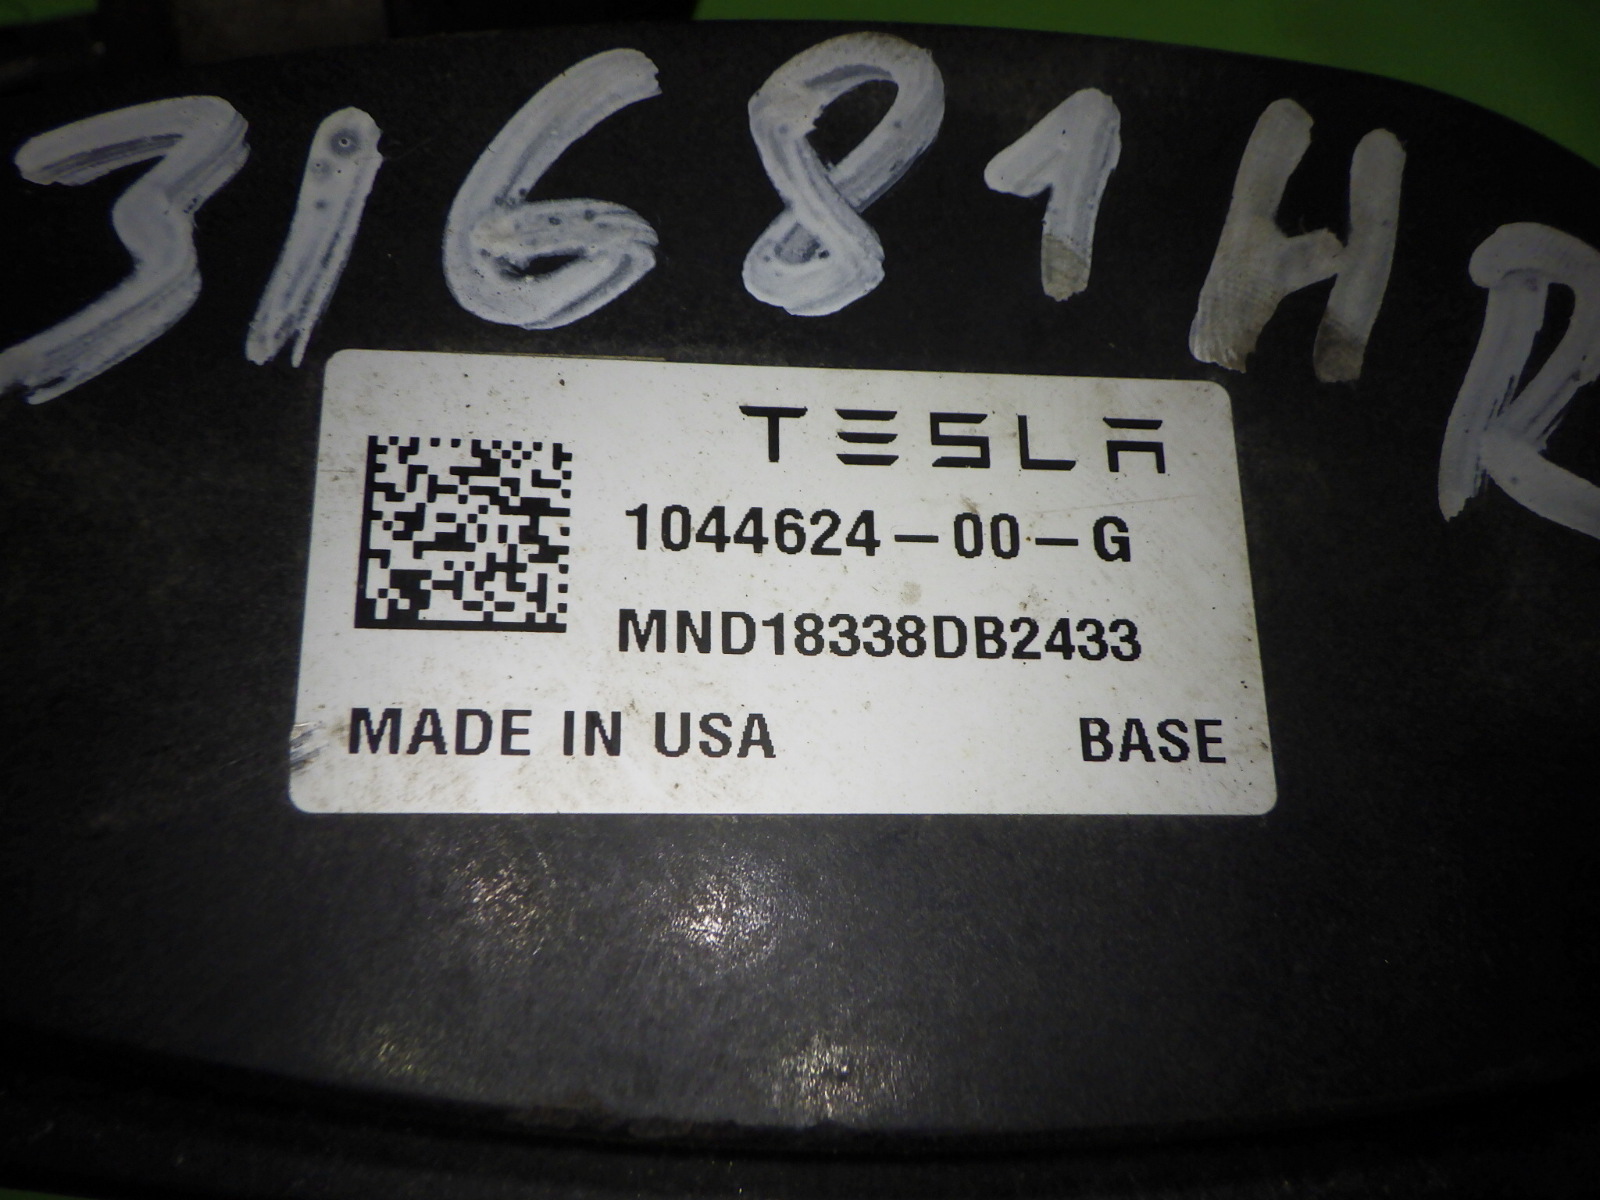 31681HR
TESLA
1044624-00-G
MND18338DB2433
MADE IN USA BASE